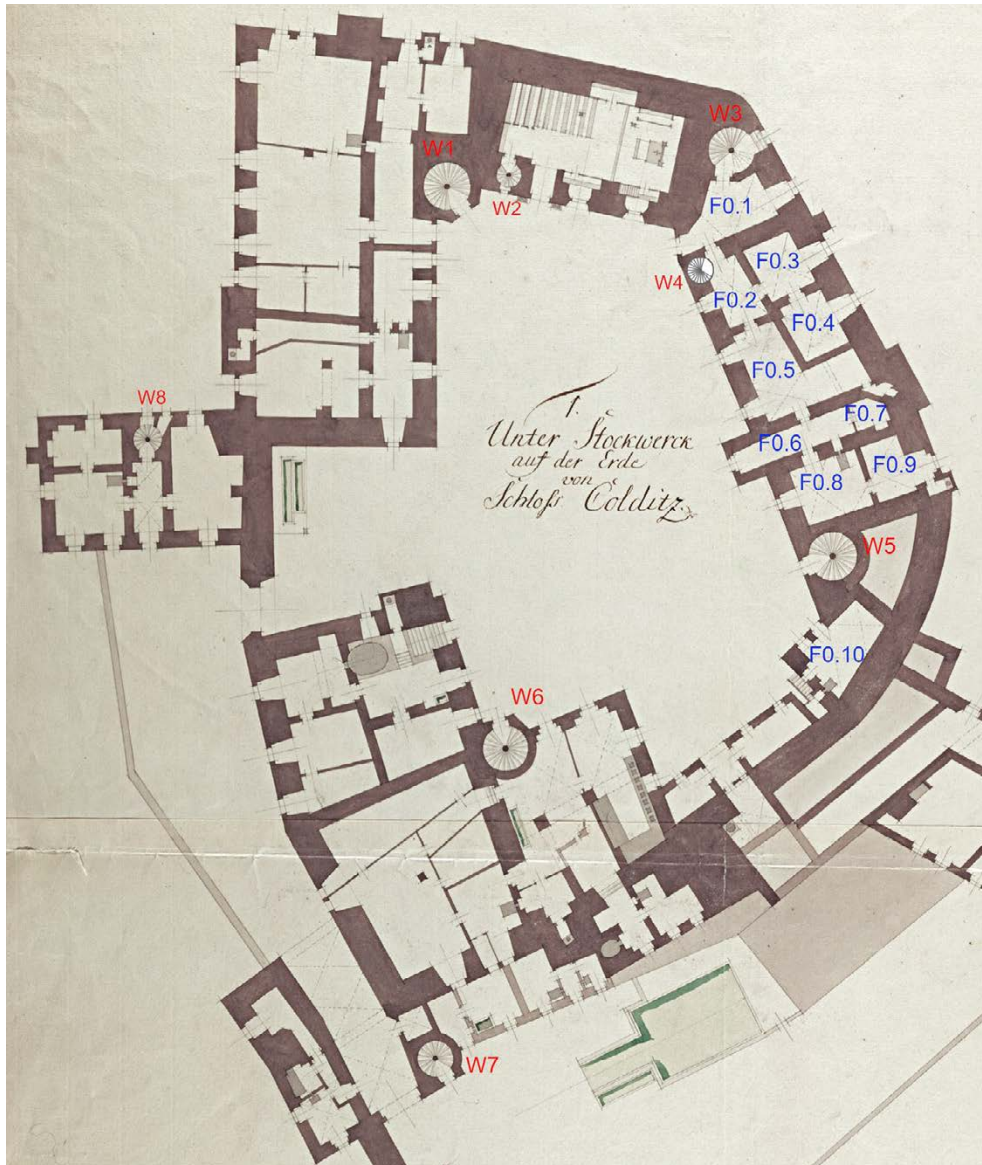 W3
W1
F0.1
W2
F0.3
W4
F0.2
F0.4
F0.5
1.
Unter Stockwerck
auf der Erde
von
Schloß Colditz.
W8
F0.7
F0.6
F0.8
F0.9
W5
F0.10
W6
W7